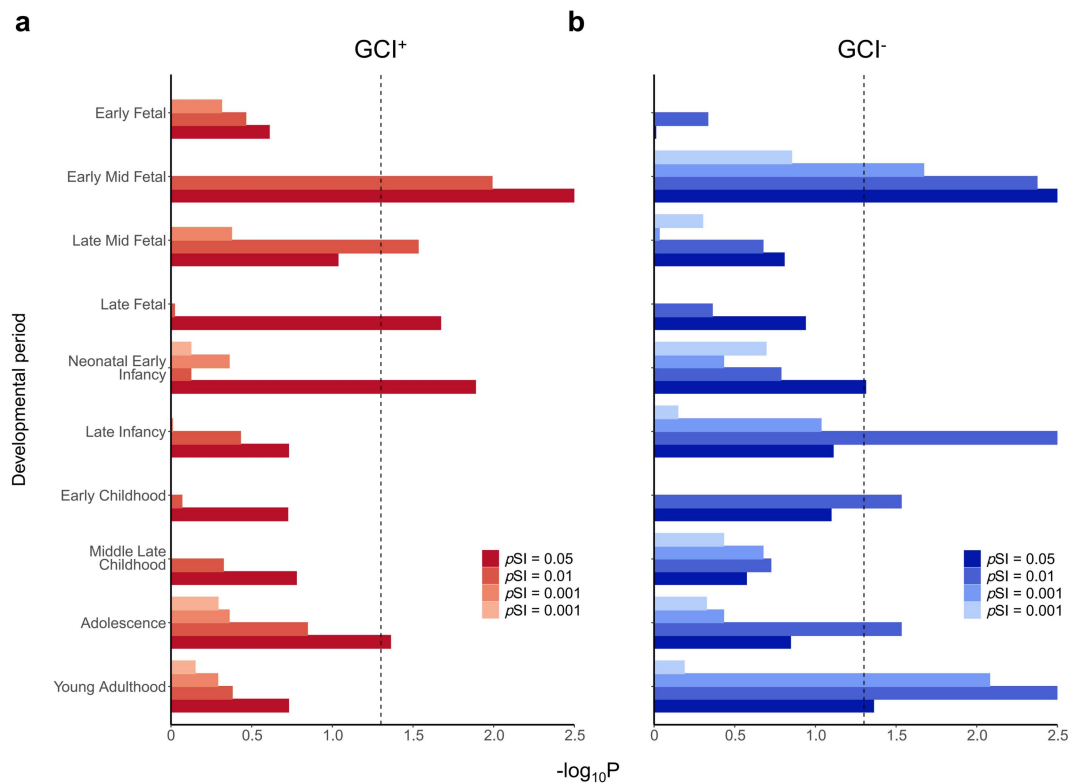 a
b
GCI⁺
GCI⁻
Developmental period
Early Fetal
Early Mid Fetal
Late Mid Fetal
Late Fetal
Neonatal Early
Infancy
Late Infancy
Early Childhood
Middle Late
Childhood
Adolescence
Young Adulthood
pSI = 0.05
pSI = 0.01
pSI = 0.001
pSI = 0.001
pSI = 0.05
pSI = 0.01
pSI = 0.001
pSI = 0.001
0 0.5 1.0 1.5 2.0 2.5
0 0.5 1.0 1.5 2.0 2.5
-log₁₀P